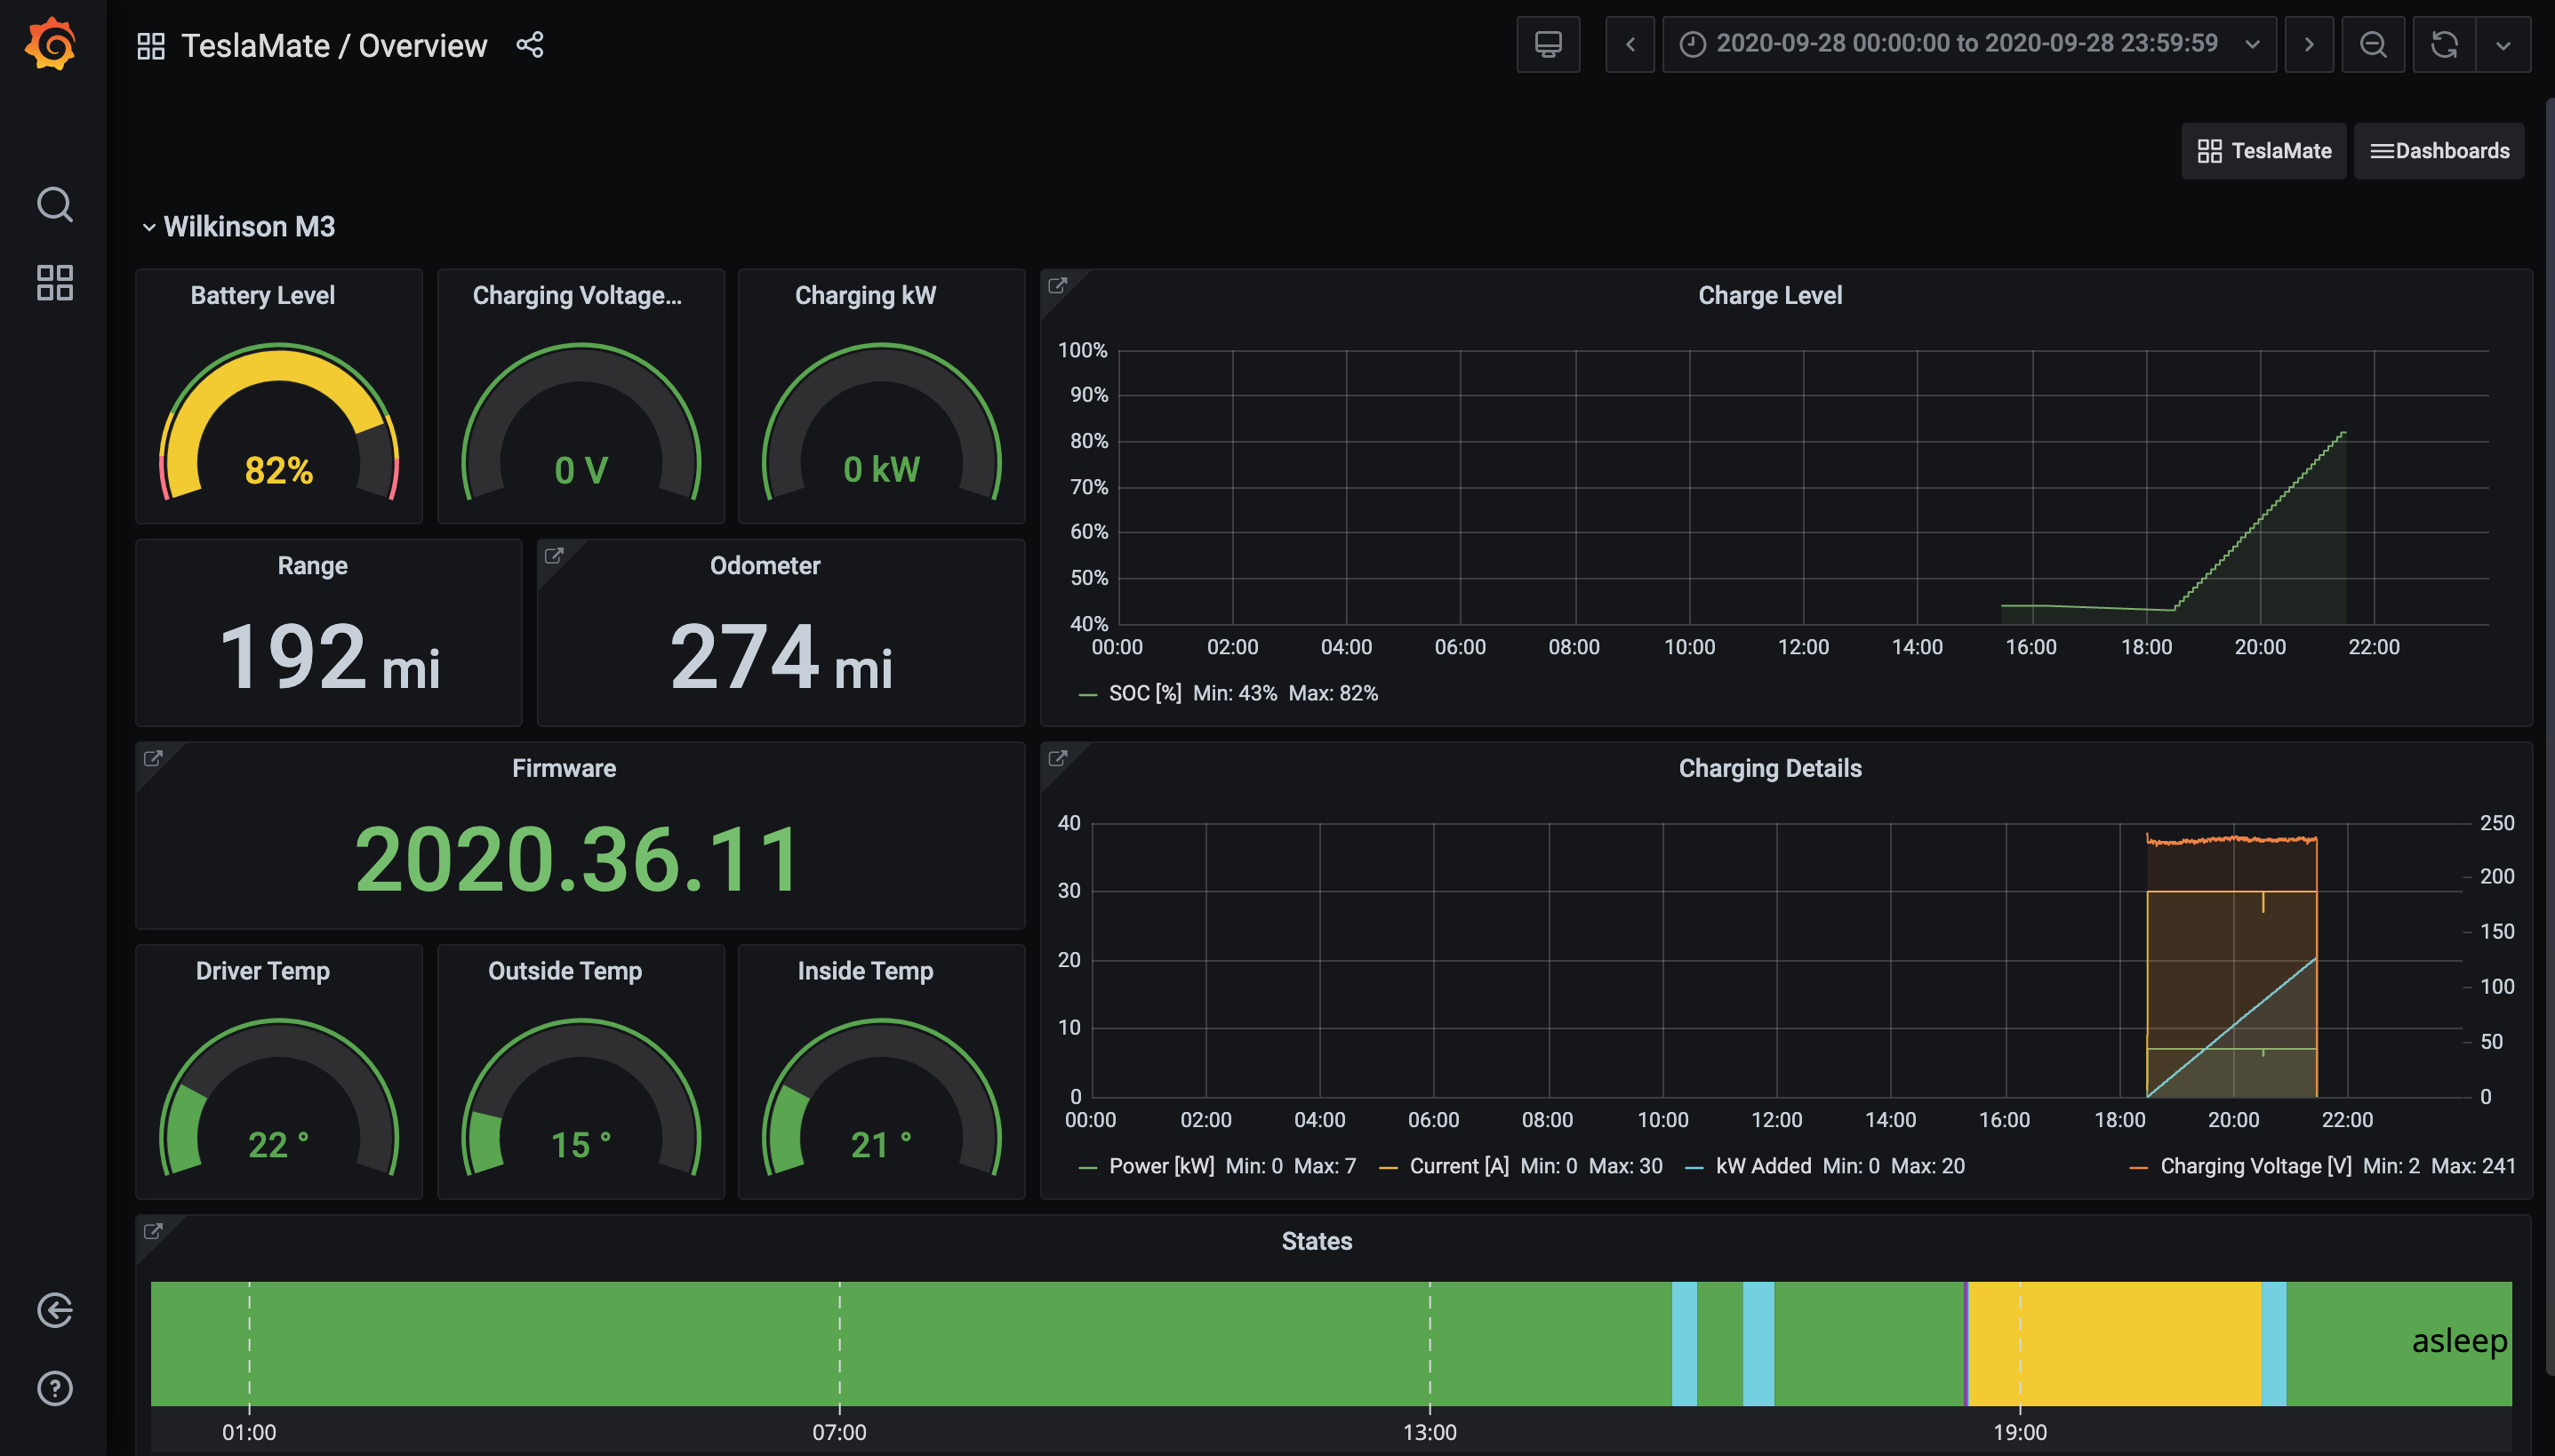 TeslaMate / Overview
2020-09-28 00:00:00 to 2020-09-28 23:59:59
TeslaMate
Dashboards
Wilkinson M3
Battery Level
82%
Charging Voltage...
0 V
Charging kW
0 kW
Charge Level
100%
90%
80%
70%
60%
50%
40%
00:00 02:00 04:00 06:00 08:00 10:00 12:00 14:00 16:00 18:00 20:00 22:00
SOC [%] Min: 43% Max: 82%
Range
192 mi
Odometer
274 mi
Firmware
2020.36.11
Charging Details
40
30
20
10
0
250
200
150
100
50
0
00:00 02:00 04:00 06:00 08:00 10:00 12:00 14:00 16:00 18:00 20:00 22:00
Power [kW] Min: 0 Max: 7 Current [A] Min: 0 Max: 30 kW Added Min: 0 Max: 20 Charging Voltage [V] Min: 2 Max: 241
Driver Temp
22 °
Outside Temp
15 °
Inside Temp
21 °
States
asleep
01:00 07:00 13:00 19:00